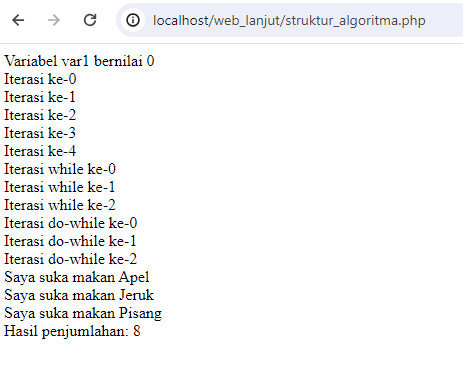 localhost/web_lanjut/struktur_algoritma.php
Variabel var1 bernilai 0
Iterasi ke-0
Iterasi ke-1
Iterasi ke-2
Iterasi ke-3
Iterasi ke-4
Iterasi while ke-0
Iterasi while ke-1
Iterasi while ke-2
Iterasi do-while ke-0
Iterasi do-while ke-1
Iterasi do-while ke-2
Saya suka makan Apel
Saya suka makan Jeruk
Saya suka makan Pisang
Hasil penjumlahan: 8